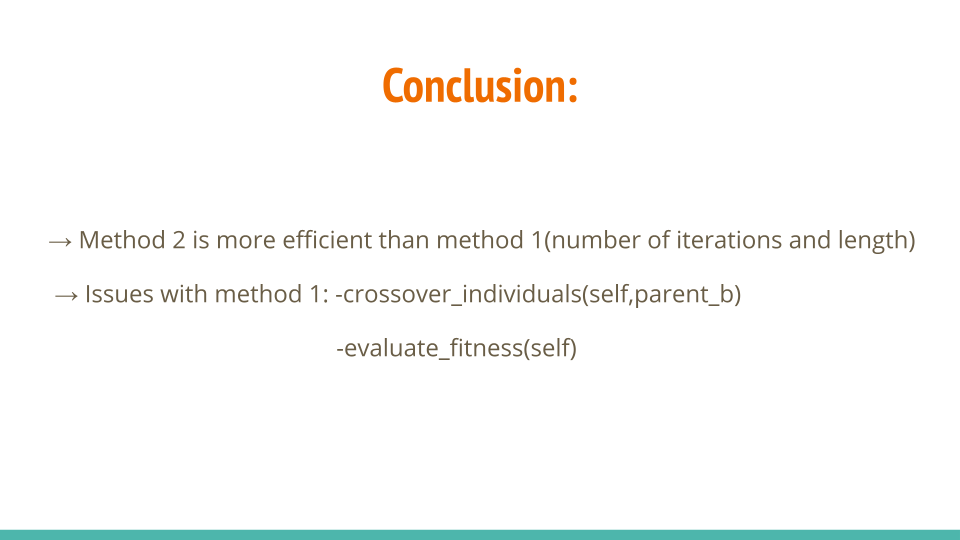 Conclusion:
→ Method 2 is more efficient than method 1(number of iterations and length)
→ Issues with method 1: -crossover_individuals(self,parent_b)
-evaluate_fitness(self)